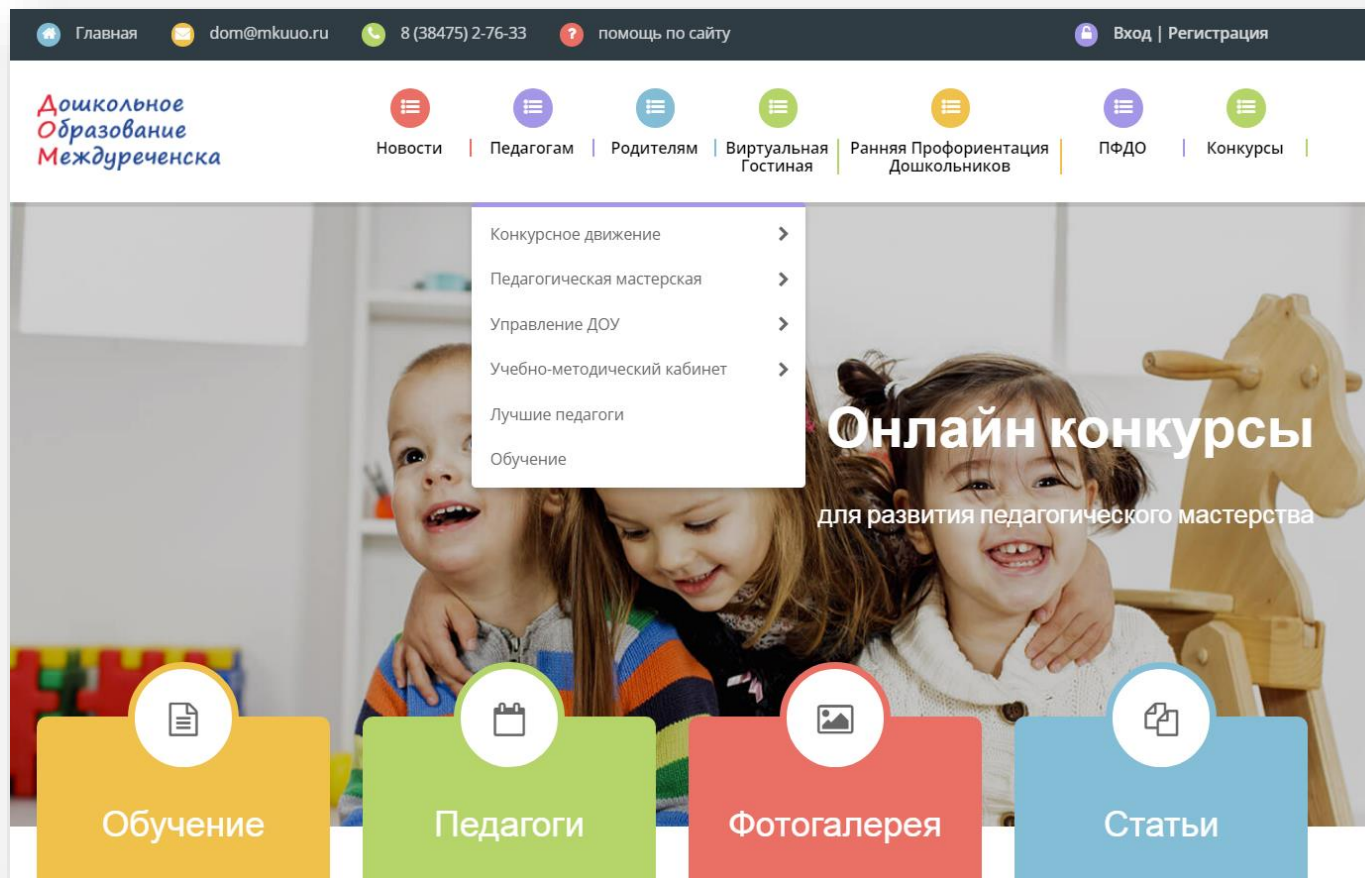 Главная dom@mkuuo.ru 8 (38475) 2-76-33 ? помощь по сайту Вход | Регистрация
Дошкольное
Образование
Междуреченска
Новости Педагогам Родителям Виртуальная Гостиная Ранняя Профориентация Дошкольников ПФДО Конкурсы
Конкурсное движение
Педагогическая мастерская
Управление ДОУ
Учебно-методический кабинет
Лучшие педагоги
Обучение
Онлайн конкурсы
для развития педагогического мастерства
Обучение Педагоги Фотогалерея Статьи